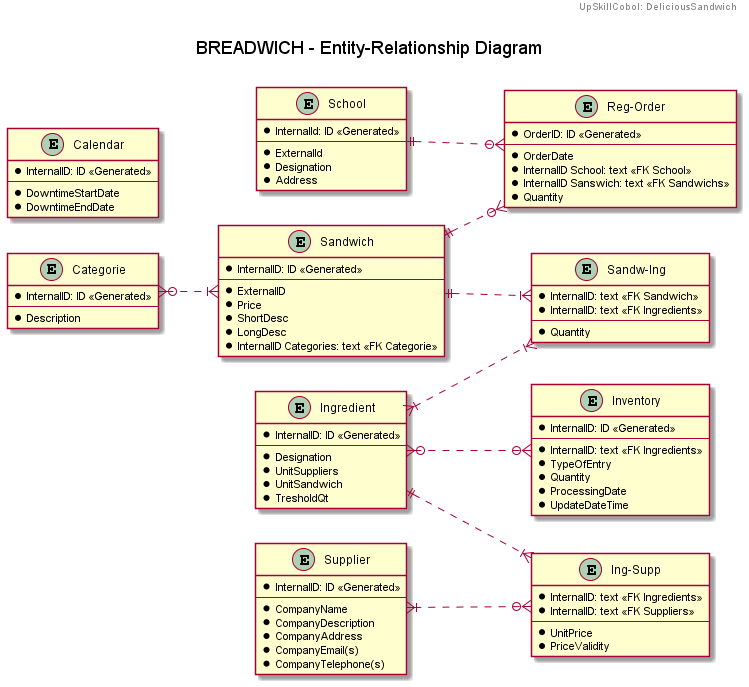 UpSkillCobol: DeliciousSandwich
BREADWICH - Entity-Relationship Diagram
E School
InternalId: ID «Generated»
ExternalId
Designation
Address
E Reg-Order
OrderID: ID «Generated»
OrderDate
InternalID School: text «FK School»
InternalID Sanswich: text «FK Sandwichs»
Quantity
E Calendar
InternalID: ID «Generated»
DowntimeStartDate
DowntimeEndDate
E Categorie
InternalID: ID «Generated»
Description
E Sandwich
InternalID: ID «Generated»
ExternalID
Price
ShortDesc
LongDesc
InternalID Categories: text «FK Categorie»
E Sandw-Ing
InternalID: text «FK Sandwich»
InternalID: text «FK Ingredients»
Quantity
E Ingredient
InternalID: ID «Generated»
Designation
UnitSuppliers
UnitSandwich
TresholdQt
E Inventory
InternalID: ID «Generated»
InternalID: text «FK Ingredients»
TypeOfEntry
Quantity
ProcessingDate
UpdateDateTime
E Supplier
InternalID: ID «Generated»
CompanyName
CompanyDescription
CompanyAddress
CompanyEmail(s)
CompanyTelephone(s)
E Ing-Supp
InternalID: text «FK Ingredients»
InternalID: text «FK Suppliers»
UnitPrice
PriceValidity